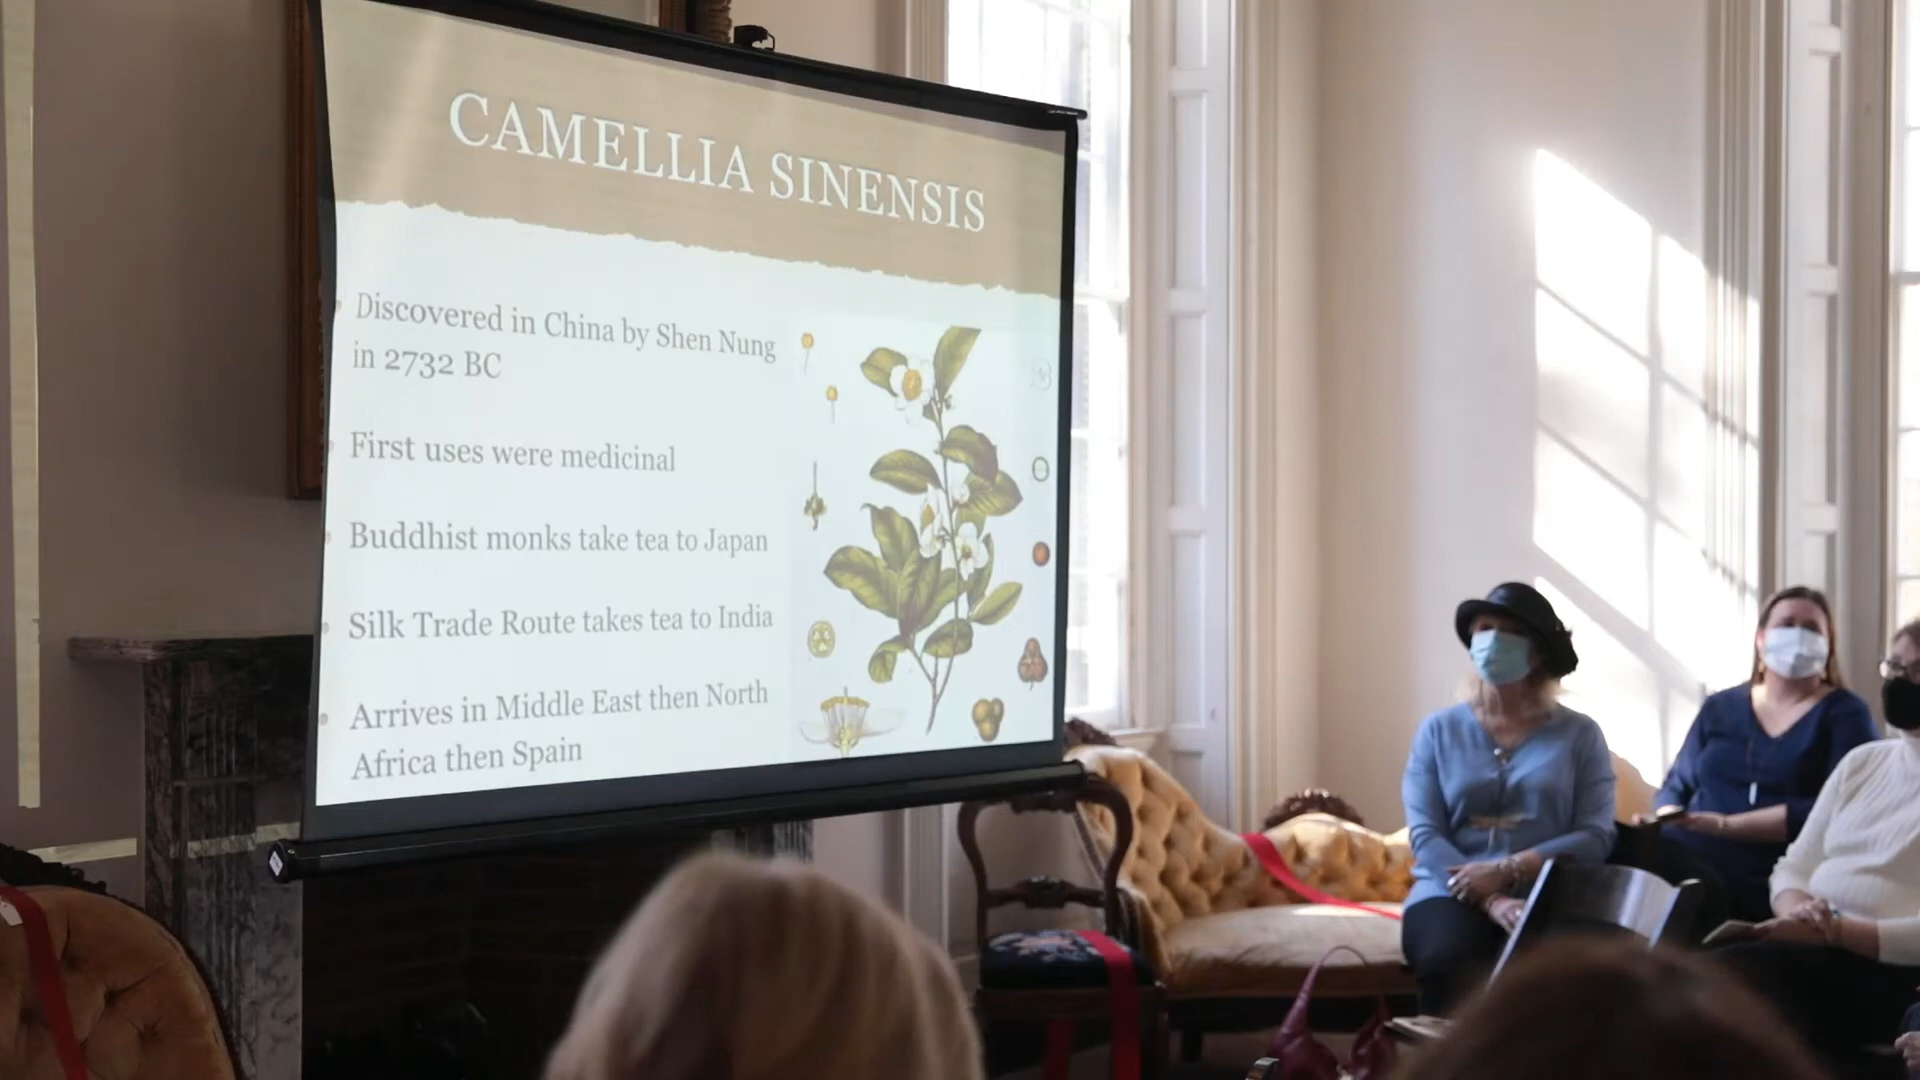 CAMELLIA SINENSIS
Discovered in China by Shen Nung
in 2732 BC
First uses were medicinal
Buddhist monks take tea to Japan
Silk Trade Route takes tea to India
Arrives in Middle East then North
Africa then Spain